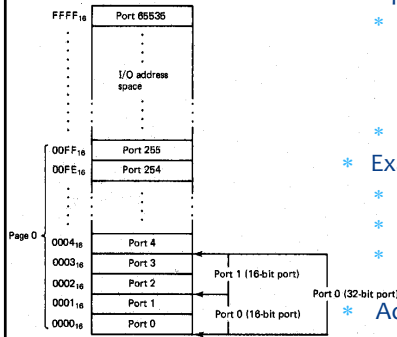 FFFF₁₆ Port 65535
I/O address
space
00FF₁₆ Port 255
00FE₁₆ Port 254
Page 0
0004₁₆ Port 4
0003₁₆ Port 3
Port 1 (16-bit port)
0002₁₆ Port 2
0001₁₆ Port 1
Port 0 (32-bit port)
Port 0 (16-bit port)
0000₁₆ Port 0
*
*
* Ex
*
*
*
* Ad